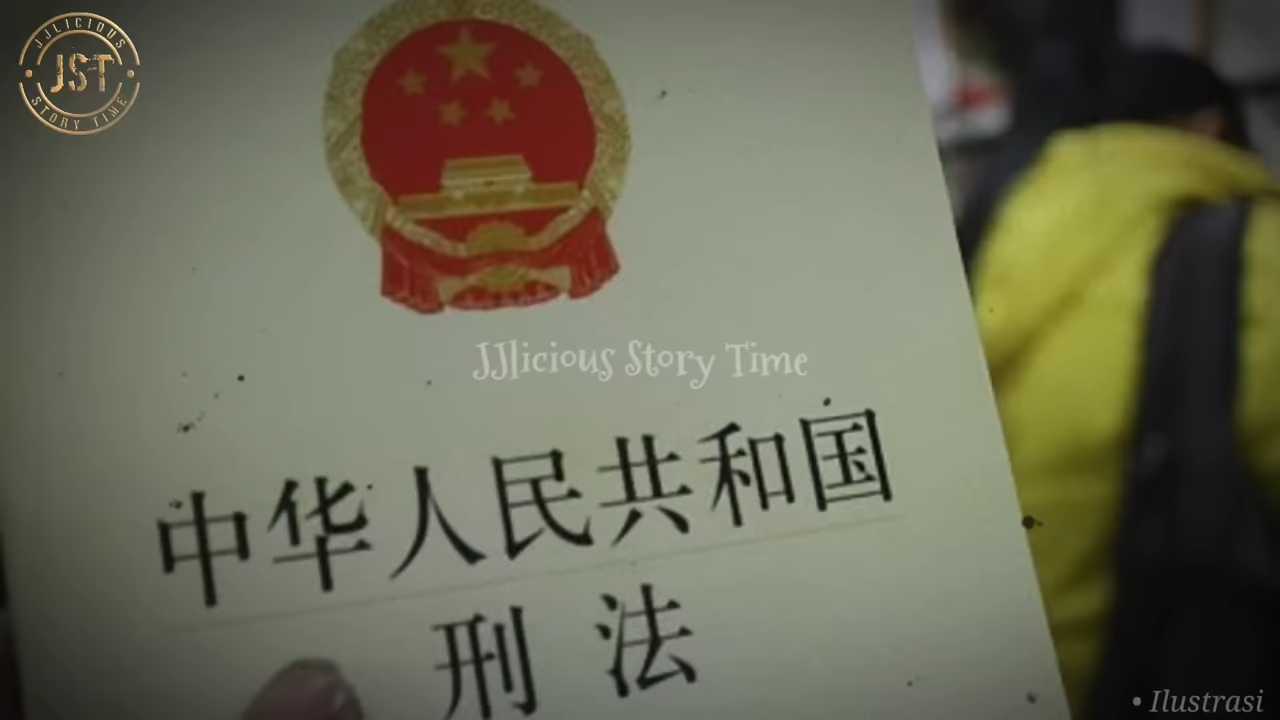 JJLICIOUS
JST
STORY TIME
JJlicious Story Time
中华人民共和国
刑法
• Ilustrasi